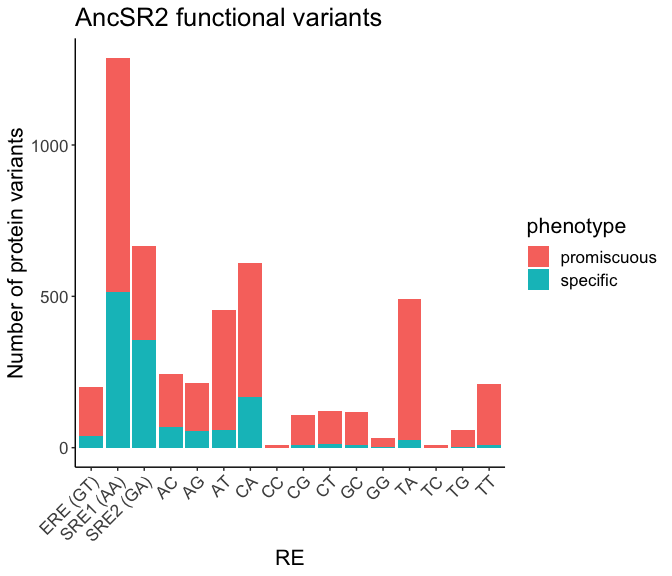 AncSR2 functional variants
Number of protein variants
1000
500
0
ERE (GT)
SRE1 (AA)
SRE2 (GA)
AC
AG
AT
CA
CC
CG
CT
GC
GG
TA
TC
TG
TT
RE
phenotype
promiscuous
specific